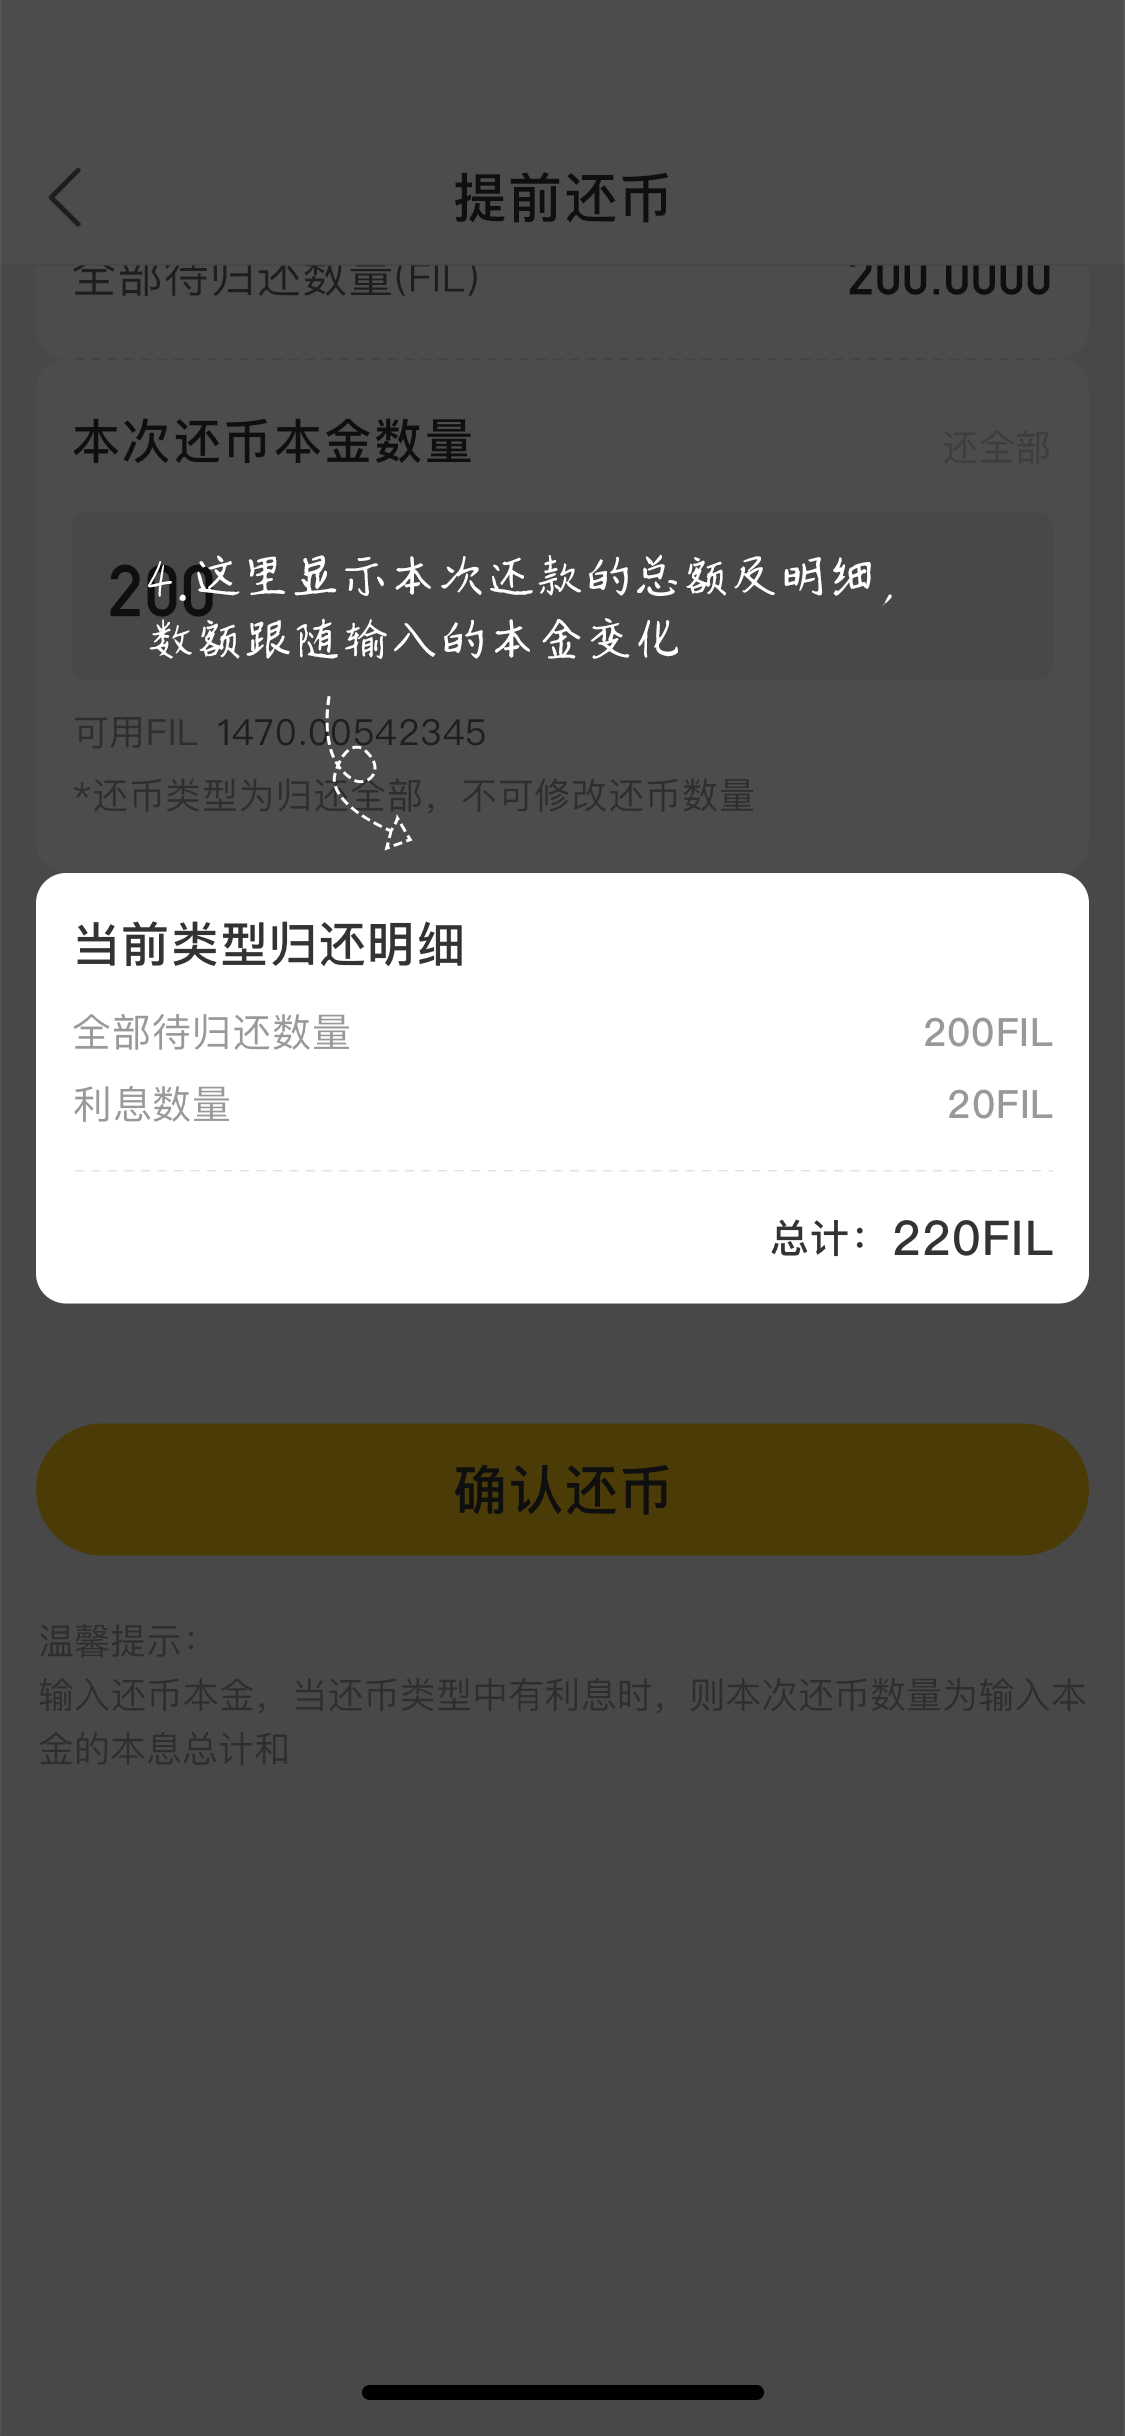 提前还币
全部待归还数量(FIL) 200.0000
本次还币本金数量 还全部
200
4.这里显示本次还款的总额及明细,
数额跟随输入的本金变化
可用FIL 1470.00542345
*还币类型为归还全部，不可修改还币数量
当前类型归还明细
全部待归还数量 200FIL
利息数量 20FIL
总计：220FIL
确认还币
温馨提示：
输入还币本金，当还币类型中有利息时，则本次还币数量为输入本
金的本息总计和